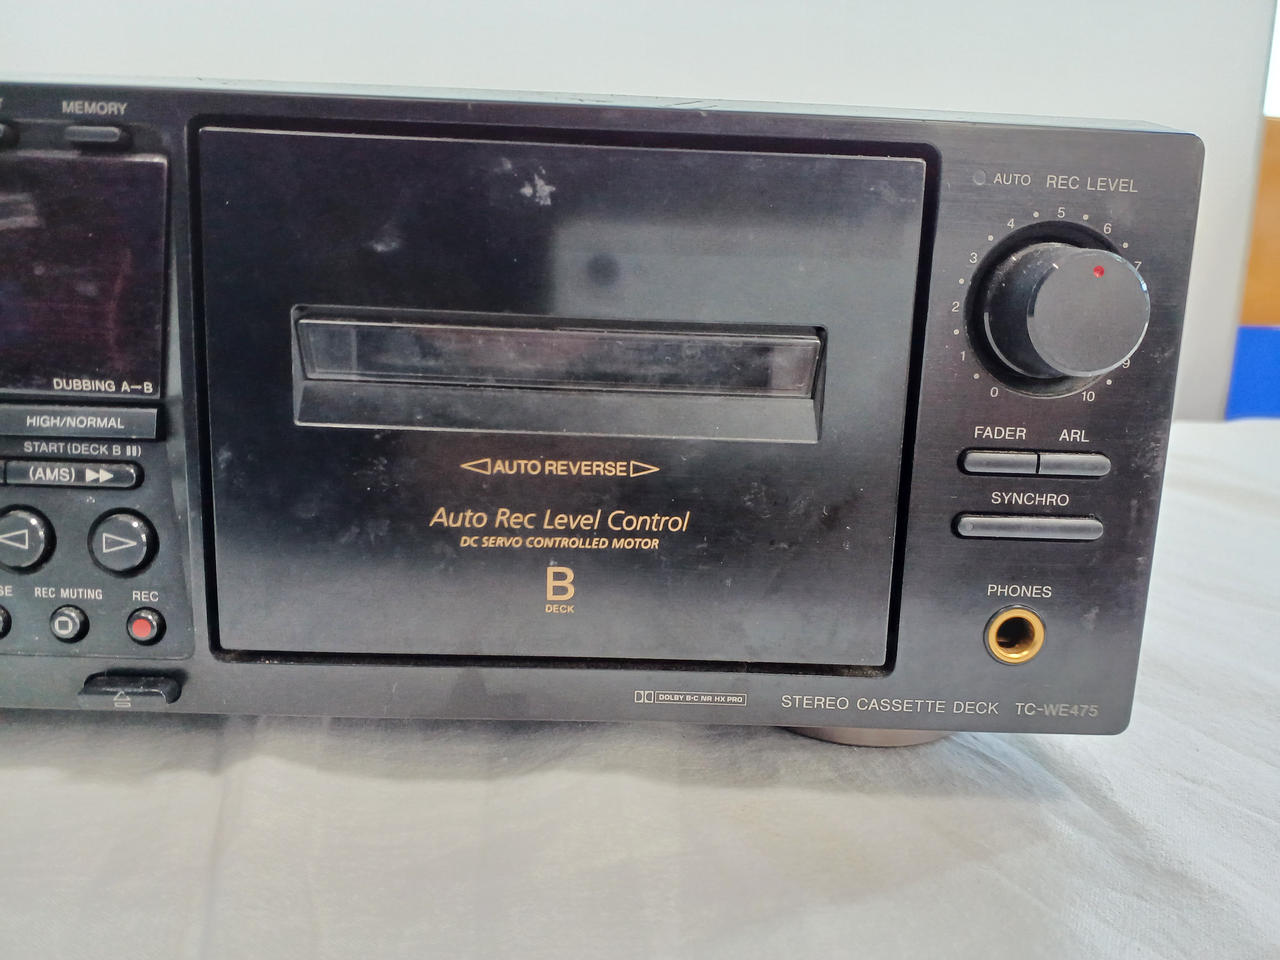 MEMORY
DUBBING A→B
HIGH/NORMAL
START (DECK B ▮▮)
(AMS) ▶▶
REC MUTING
REC
◁ AUTO REVERSE ▷
Auto Rec Level Control
DC SERVO CONTROLLED MOTOR
B
DECK
AUTO REC LEVEL
0 1 2 3 4 5 6 7 9 10
FADER ARL
SYNCHRO
PHONES
DOLBY B-C NR HX PRO
STEREO CASSETTE DECK TC-WE475